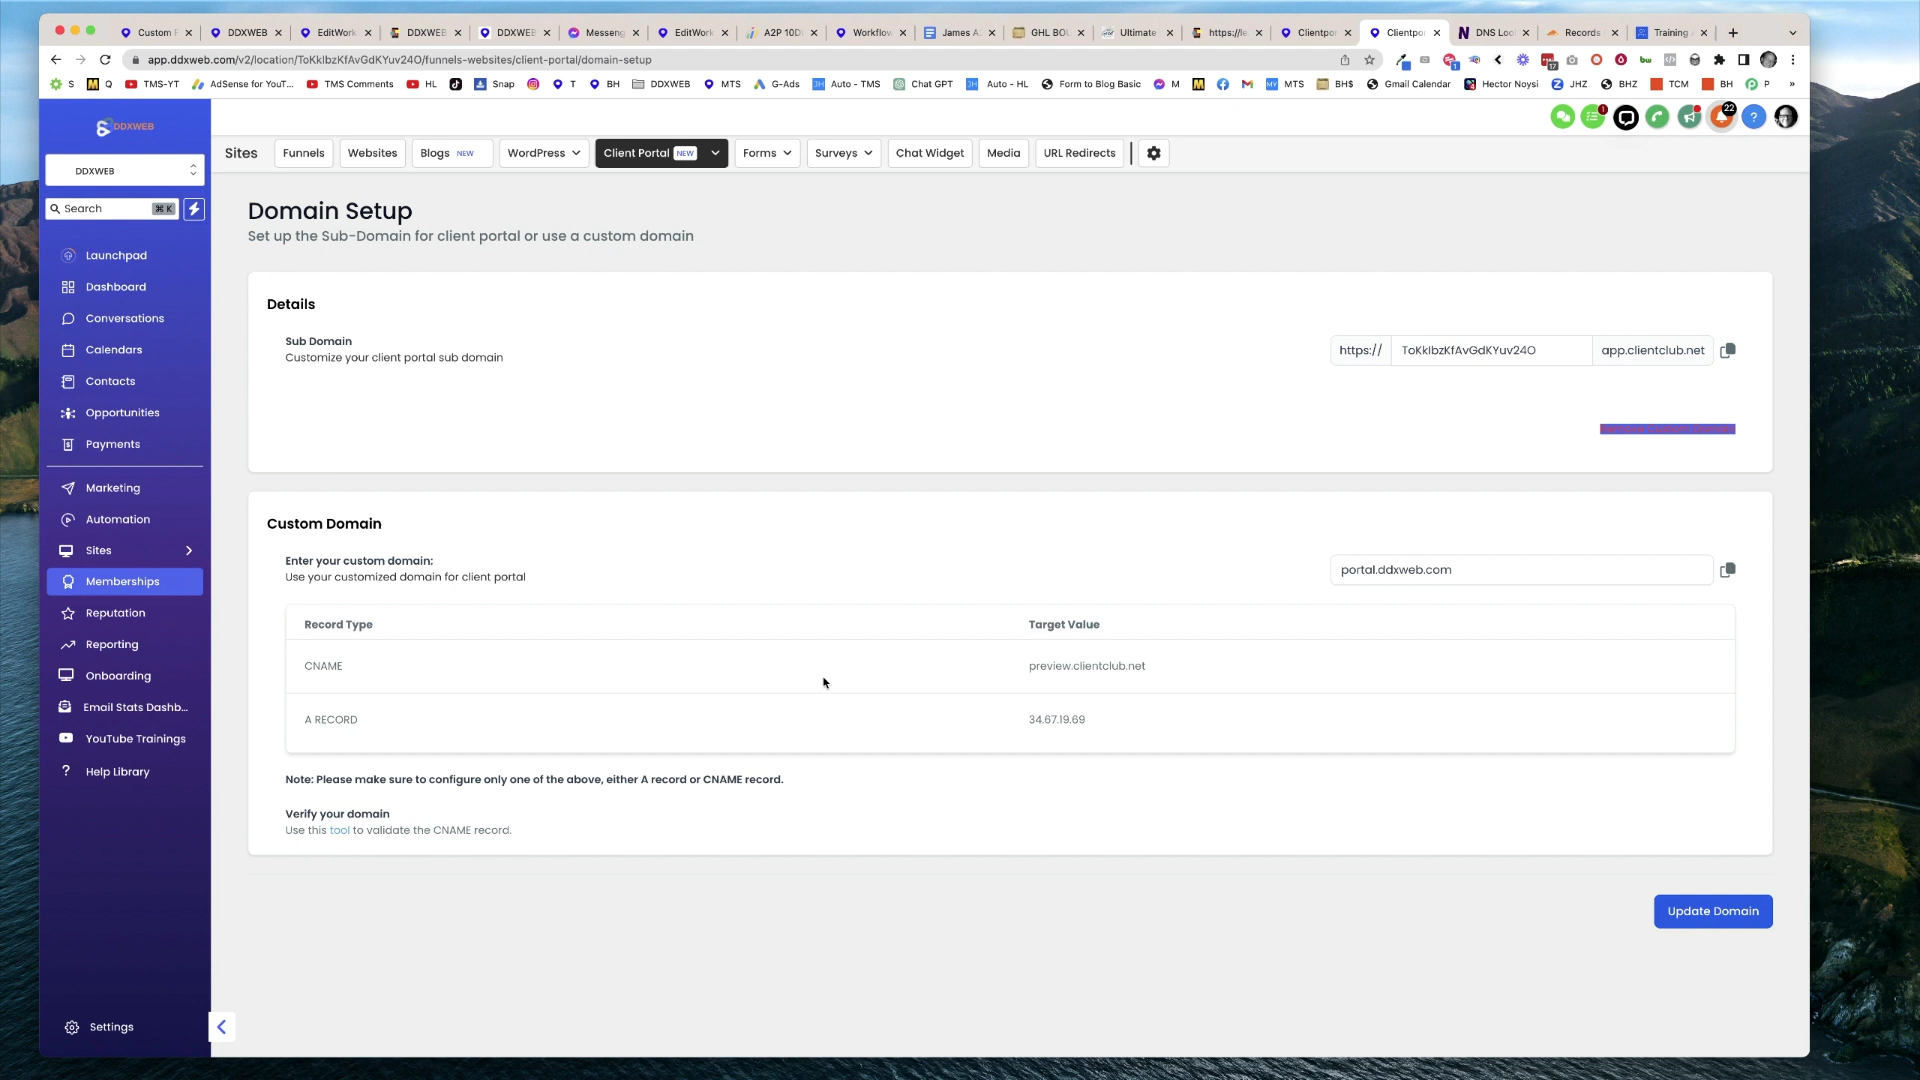 Custom F
DDXWEB
EditWork
DDXWEB
DDXWEB
Messeng
EditWork
A2P 10D
Workflow
James A
GHL BOU
Ultimate
https://le
Clientpor
Clientpo
DNS Loo
Records
Training
app.ddxweb.com/v2/location/ToKkIbzKfAvGdKYuv24O/funnels-websites/client-portal/domain-setup
S
Q
TMS-YT
AdSense for YouT...
TMS Comments
HL
Snap
T
BH
DDXWEB
MTS
G-Ads
Auto - TMS
Chat GPT
Auto - HL
Form to Blog Basic
M
MTS
BH$
Gmail Calendar
Hector Noysi
JHZ
BHZ
TCM
BH
P
»
DDXWEB
1
22
?
DDXWEB
Search ⌘ K
Sites
Funnels
Websites
Blogs NEW
WordPress
Client Portal NEW
Forms
Surveys
Chat Widget
Media
URL Redirects
Launchpad
Dashboard
Conversations
Calendars
Contacts
Opportunities
Payments
Marketing
Automation
Sites
Memberships
Reputation
Reporting
Onboarding
Email Stats Dashb...
YouTube Trainings
? Help Library
Settings
Domain Setup
Set up the Sub-Domain for client portal or use a custom domain
Details
Sub Domain
Customize your client portal sub domain
https:// ToKkIbzKfAvGdKYuv24O app.clientclub.net
Custom Domain
Enter your custom domain:
Use your customized domain for client portal
portal.ddxweb.com
Record Type Target Value
CNAME preview.clientclub.net
A RECORD 34.67.19.69
Note: Please make sure to configure only one of the above, either A record or CNAME record.
Verify your domain
Use this tool to validate the CNAME record.
Update Domain